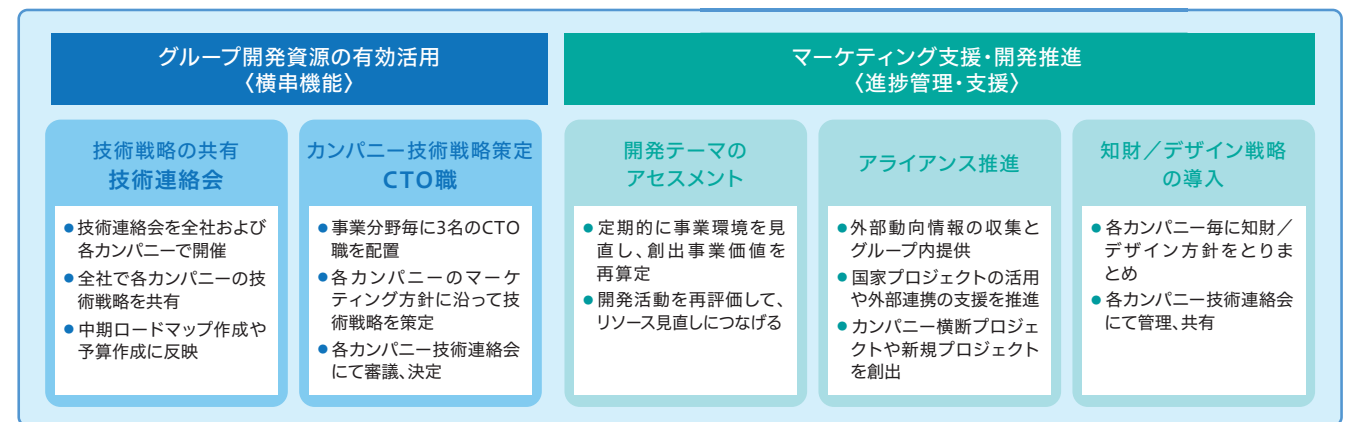 グループ開発資源の有効活用
〈横串機能〉
マーケティング支援・開発推進
〈進捗管理・支援〉
技術戦略の共有
技術連絡会
●技術連絡会を全社および
各カンパニーで開催
●全社で各カンパニーの技
術戦略を共有
●中期ロードマップ作成や
予算作成に反映
カンパニー技術戦略策定
CTO職
●事業分野毎に3名のCTO
職を配置
●各カンパニーのマーケ
ティング方針に沿って技
術戦略を策定
●各カンパニー技術連絡会
にて審議、決定
開発テーマの
アセスメント
●定期的に事業環境を見
直し、創出事業価値を
再算定
●開発活動を再評価して、
リソース見直しにつなげる
アライアンス推進
●外部動向情報の収集と
グループ内提供
●国家プロジェクトの活用
や外部連携の支援を推進
●カンパニー横断プロジェ
クトや新規プロジェクト
を創出
知財／デザイン戦略
の導入
●各カンパニー毎に知財／
デザイン方針をとりま
とめ
●各カンパニー技術連絡会
にて管理、共有